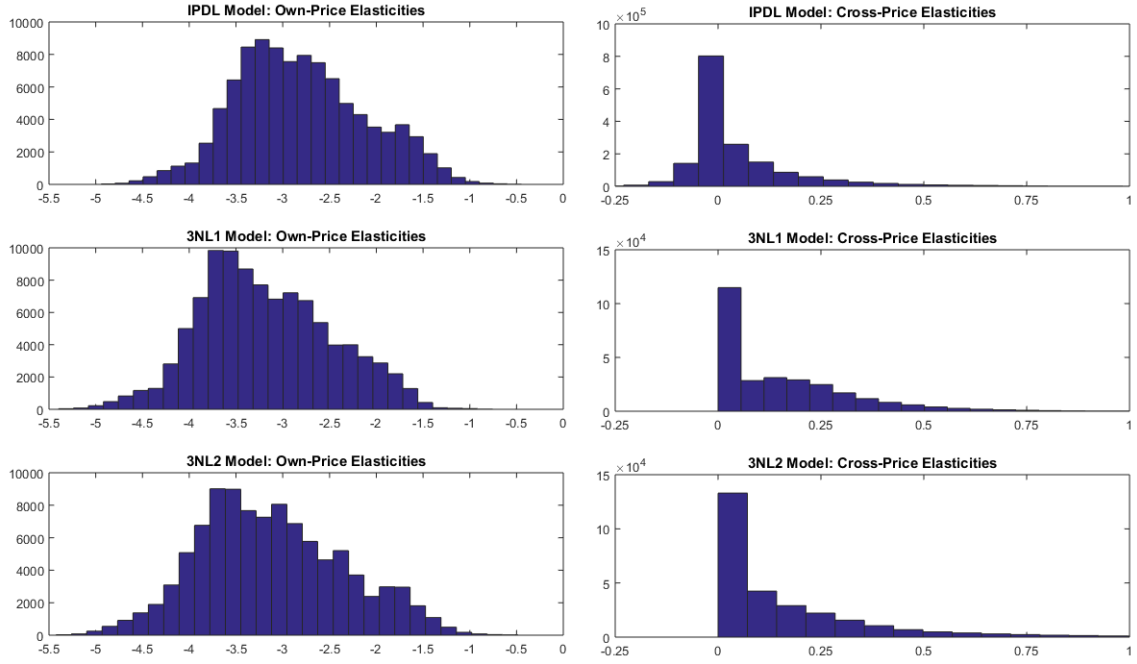 IPDL Model: Own-Price Elasticities
10000
8000
6000
4000
2000
0
-5.5 -5 -4.5 -4 -3.5 -3 -2.5 -2 -1.5 -1 -0.5 0
IPDL Model: Cross-Price Elasticities
× 10^5
10
8
6
4
2
0
-0.25 0 0.25 0.5 0.75 1
3NL1 Model: Own-Price Elasticities
10000
8000
6000
4000
2000
0
-5.5 -5 -4.5 -4 -3.5 -3 -2.5 -2 -1.5 -1 -0.5 0
3NL1 Model: Cross-Price Elasticities
× 10^4
15
10
5
0
-0.25 0 0.25 0.5 0.75 1
3NL2 Model: Own-Price Elasticities
10000
8000
6000
4000
2000
0
-5.5 -5 -4.5 -4 -3.5 -3 -2.5 -2 -1.5 -1 -0.5 0
3NL2 Model: Cross-Price Elasticities
× 10^4
15
10
5
0
-0.25 0 0.25 0.5 0.75 1